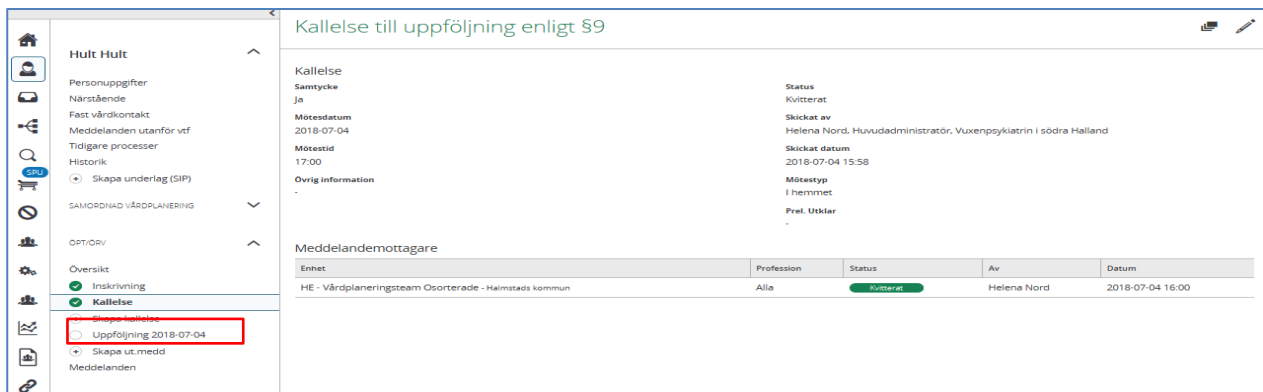 Kallelse till uppföljning enligt §9
Hult Hult
Personuppgifter
Närstående
Fast vårdkontakt
Meddelanden utanför vtf
Tidigare processer
Historik
Skapa underlag (SIP)
SPU
SAMORDNAD VÅRDPLANERING
ÖPT/ÖRV
Översikt
Inskrivning
Kallelse
Skapa kallelse
Uppföljning 2018-07-04
Skapa ut.medd
Meddelanden
Kallelse
Samtycke
Ja
Mötesdatum
2018-07-04
Mötestid
17:00
Övrig information
-
Status
Kvitterat
Skickat av
Helena Nord, Huvudadministratör, Vuxenpsykiatrin i södra Halland
Skickat datum
2018-07-04 15:58
Mötestyp
I hemmet
Prel. Utklar
-
Meddelandemottagare
Enhet Profession Status Av Datum
HE - Vårdplaneringsteam Osorterade - Halmstads kommun Alla Kvitterat Helena Nord 2018-07-04 16:00